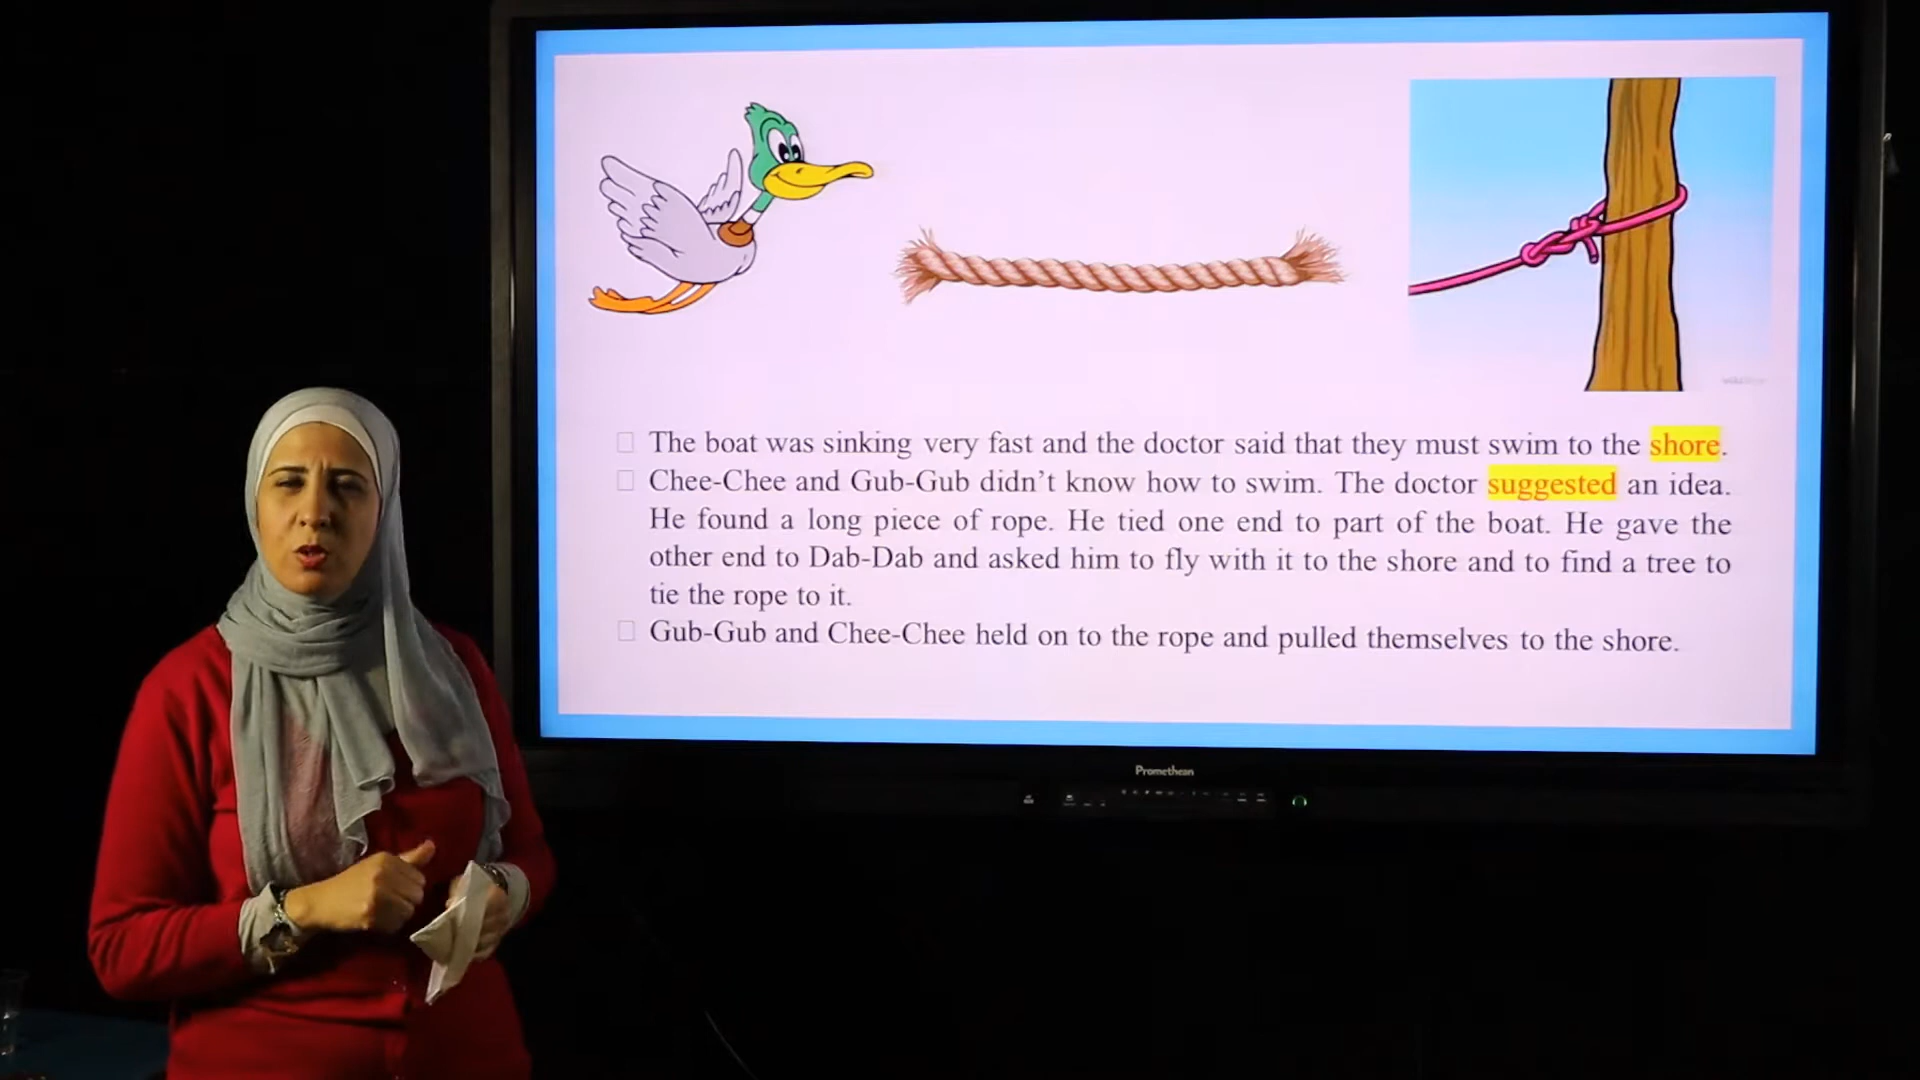 The boat was sinking very fast and the doctor said that they must swim to the shore.
Chee-Chee and Gub-Gub didn’t know how to swim. The doctor suggested an idea.
He found a long piece of rope. He tied one end to part of the boat. He gave the
other end to Dab-Dab and asked him to fly with it to the shore and to find a tree to
tie the rope to it.
Gub-Gub and Chee-Chee held on to the rope and pulled themselves to the shore.
Promethean